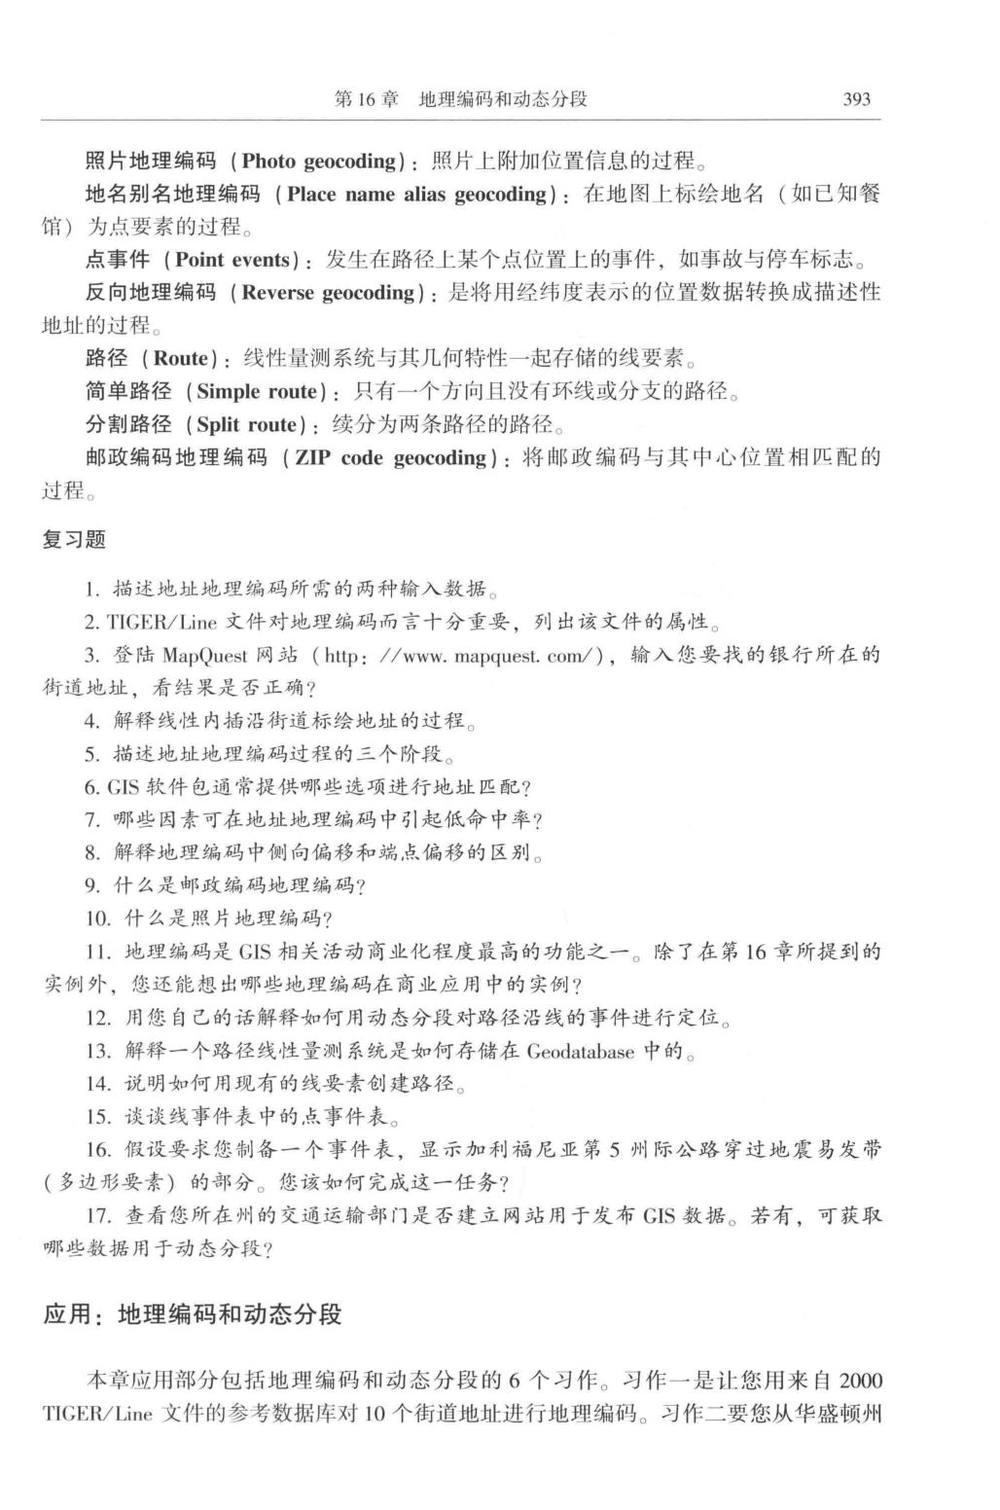 第 16 章　地理编码和动态分段　393
照片地理编码（Photo geocoding）：照片上附加位置信息的过程。
地名别名地理编码（Place name alias geocoding）：在地图上标绘地名（如已知餐
馆）为点要素的过程。
点事件（Point events）：发生在路径上某个点位置上的事件，如事故与停车标志。
反向地理编码（Reverse geocoding）：是将用经纬度表示的位置数据转换成描述性
地址的过程。
路径（Route）：线性量测系统与其几何特性一起存储的线要素。
简单路径（Simple route）：只有一个方向且没有环线或分支的路径。
分割路径（Split route）：续分为两条路径的路径。
邮政编码地理编码（ZIP code geocoding）：将邮政编码与其中心位置相匹配的
过程。
复习题
1. 描述地址地理编码所需的两种输入数据。
2. TIGER/Line 文件对地理编码而言十分重要，列出该文件的属性。
3. 登陆 MapQuest 网站（http：//www. mapquest. com/），输入您要找的银行所在的
街道地址，看结果是否正确？
4. 解释线性内插沿街道标绘地址的过程。
5. 描述地址地理编码过程的三个阶段。
6. GIS 软件包通常提供哪些选项进行地址匹配？
7. 哪些因素可在地址地理编码中引起低命中率？
8. 解释地理编码中侧向偏移和端点偏移的区别。
9. 什么是邮政编码地理编码？
10. 什么是照片地理编码？
11. 地理编码是 GIS 相关活动商业化程度最高的功能之一。除了在第 16 章所提到的
实例外，您还能想出哪些地理编码在商业应用中的实例？
12. 用您自己的话解释如何用动态分段对路径沿线的事件进行定位。
13. 解释一个路径线性量测系统是如何存储在 Geodatabase 中的。
14. 说明如何用现有的线要素创建路径。
15. 谈谈线事件表中的点事件表。
16. 假设要求您制备一个事件表，显示加利福尼亚第 5 州际公路穿过地震易发带
（多边形要素）的部分。您该如何完成这一任务？
17. 查看您所在州的交通运输部门是否建立网站用于发布 GIS 数据。若有，可获取
哪些数据用于动态分段？
应用：地理编码和动态分段
本章应用部分包括地理编码和动态分段的 6 个习作。习作一是让您用来自 2000
TIGER/Line 文件的参考数据库对 10 个街道地址进行地理编码。习作二要您从华盛顿州